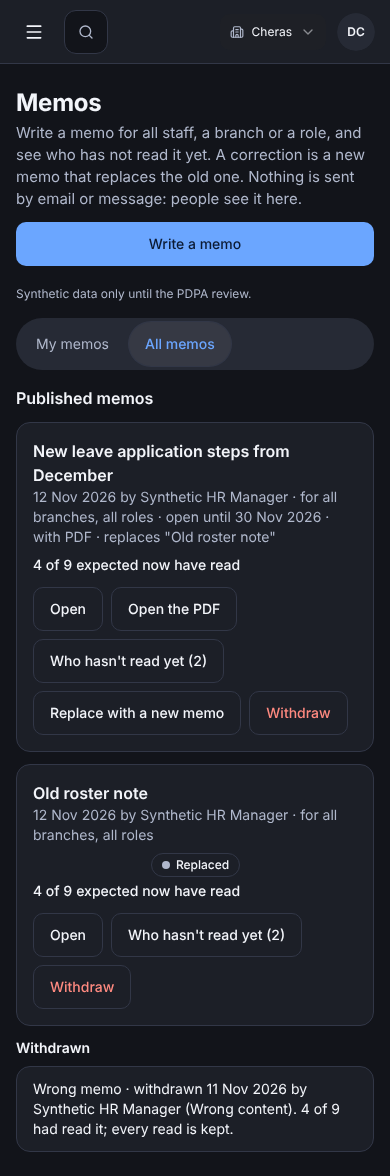 Cheras
DC
Memos
Write a memo for all staff, a branch or a role, and
see who has not read it yet. A correction is a new
memo that replaces the old one. Nothing is sent
by email or message: people see it here.
Write a memo
Synthetic data only until the PDPA review.
My memos
All memos
Published memos
New leave application steps from
December
12 Nov 2026 by Synthetic HR Manager · for all
branches, all roles · open until 30 Nov 2026 ·
with PDF · replaces "Old roster note"
4 of 9 expected now have read
Open
Open the PDF
Who hasn't read yet (2)
Replace with a new memo
Withdraw
Old roster note
12 Nov 2026 by Synthetic HR Manager · for all
branches, all roles
Replaced
4 of 9 expected now have read
Open
Who hasn't read yet (2)
Withdraw
Withdrawn
Wrong memo · withdrawn 11 Nov 2026 by
Synthetic HR Manager (Wrong content). 4 of 9
had read it; every read is kept.